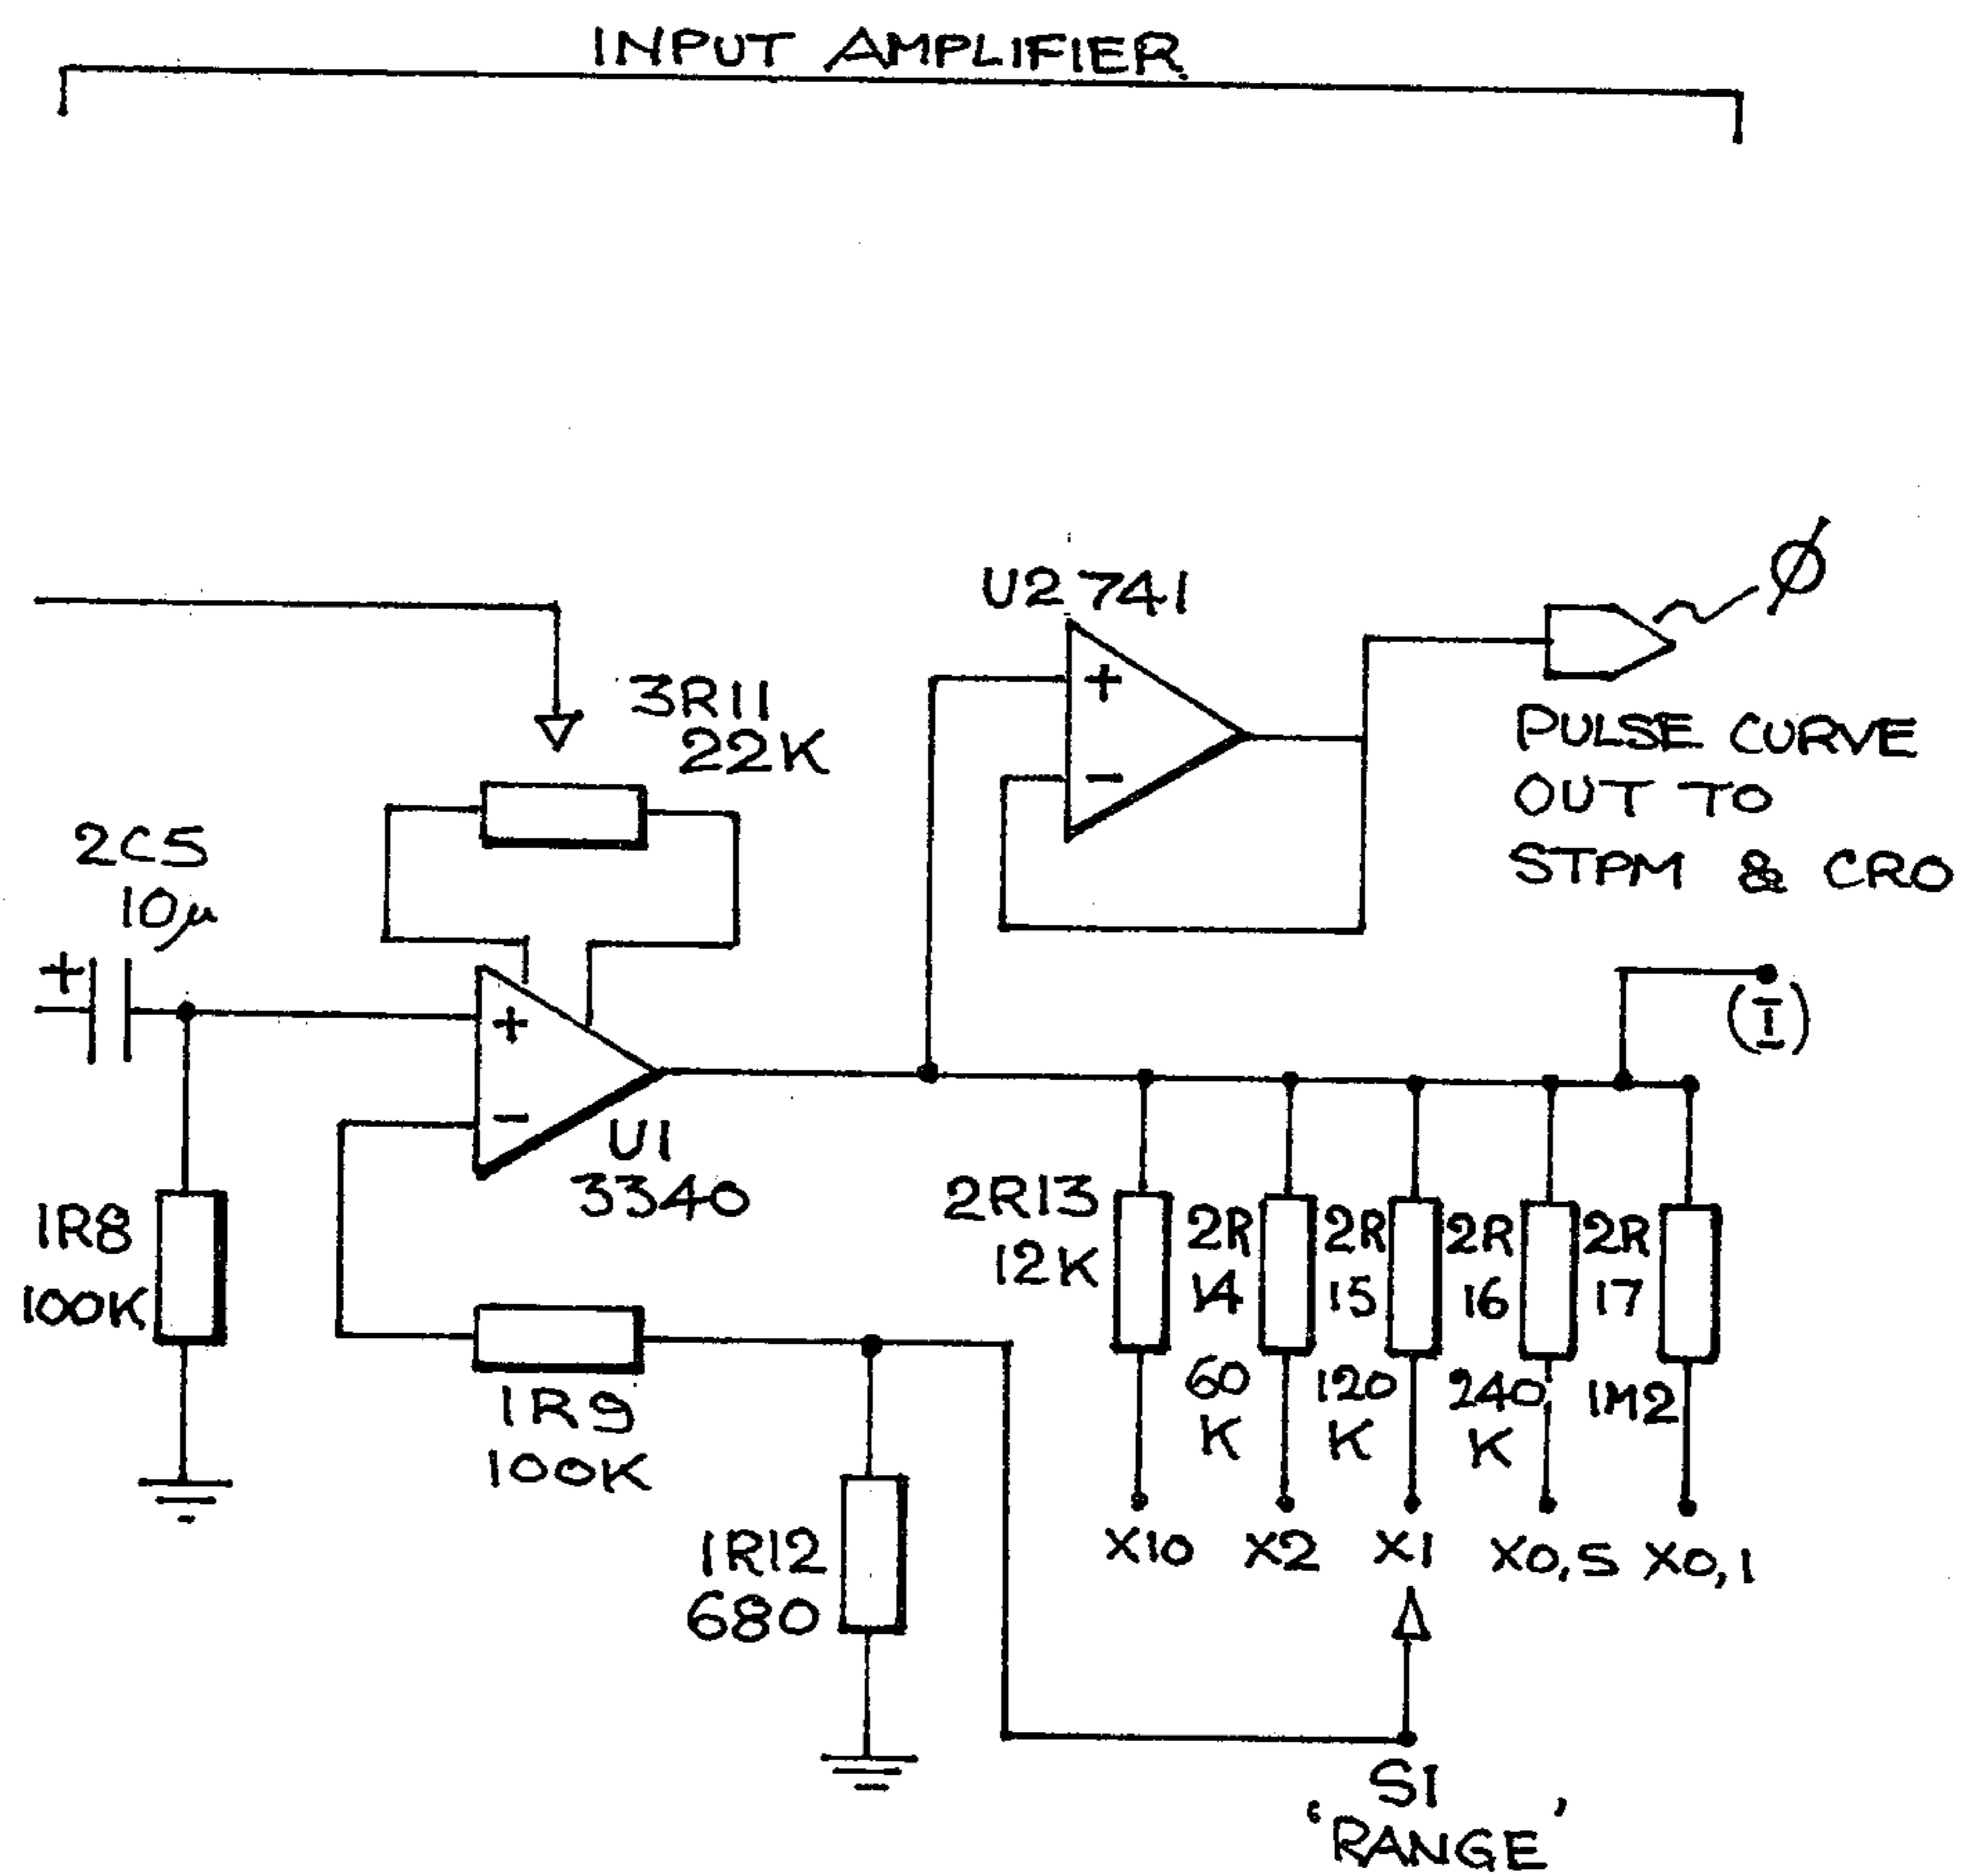 INPUT AMPLIFIER
U2 741
φ
3R11
22K
PULSE CURVE
OUT TO
STPM & CRO
2C5
10μ
+
+
-
(I)
+
-
U1
3340
1R8
100K
2R13
12K
2R
14
60
K
2R
15
120
K
2R
16
240
K
2R
17
1M2
1R9
100K
1R12
680
X10 X2 X1 X0,5 X0,1
S1
'RANGE'